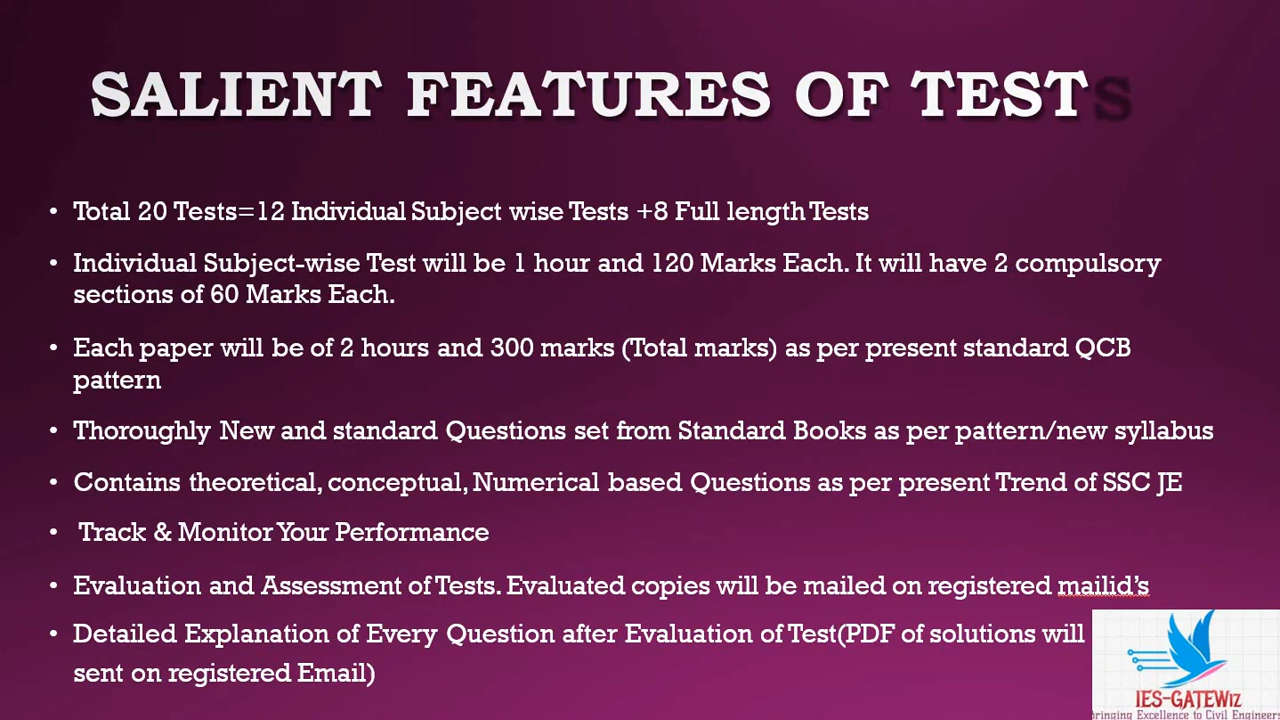 SALIENT FEATURES OF TESTS
• Total 20 Tests=12 Individual Subject wise Tests +8 Full length Tests
• Individual Subject-wise Test will be 1 hour and 120 Marks Each. It will have 2 compulsory
sections of 60 Marks Each.
• Each paper will be of 2 hours and 300 marks (Total marks) as per present standard QCB
pattern
• Thoroughly New and standard Questions set from Standard Books as per pattern/new syllabus
• Contains theoretical, conceptual, Numerical based Questions as per present Trend of SSC JE
• Track & Monitor Your Performance
• Evaluation and Assessment of Tests. Evaluated copies will be mailed on registered mailid's
• Detailed Explanation of Every Question after Evaluation of Test(PDF of solutions will
sent on registered Email)
IES-GATEWiz
Bringing Excellence to Civil Engineers